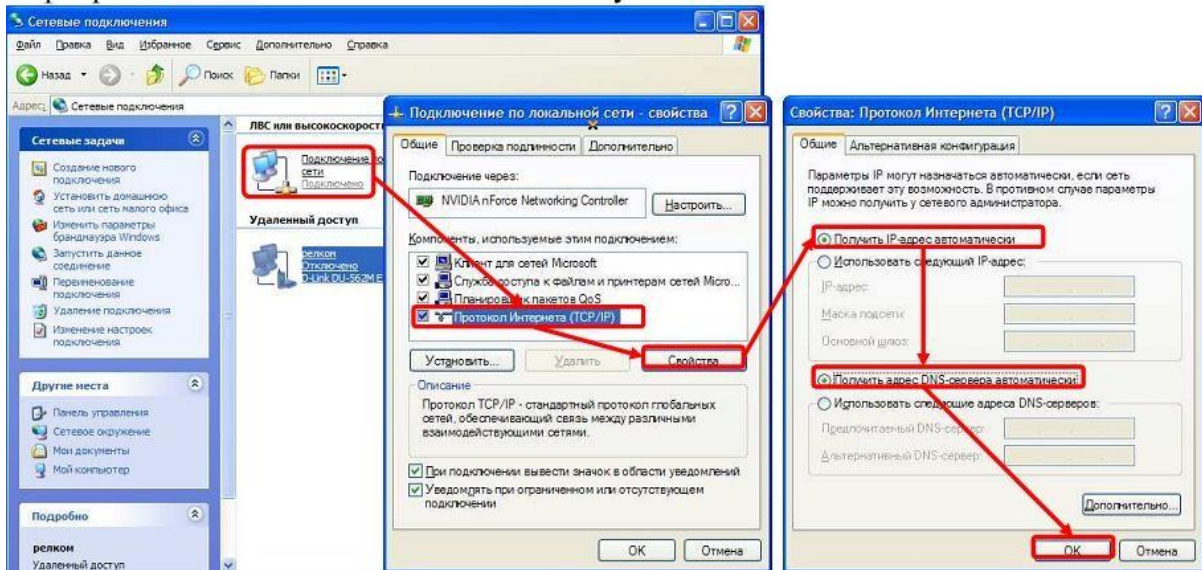 Сетевые подключения
Файл Правка Вид Избранное Сервис Дополнительно Справка
Назад Поиск Папки
Адрес: Сетевые подключения
Сетевые задачи
Создание нового
подключения
Установить домашнюю
сеть или сеть малого офиса
Изменить параметры
брандмауэра Windows
Запустить данное
соединение
Переименование
подключения
Удаление подключения
Изменение настроек
подключения
Другие места
Панель управления
Сетевое окружение
Мои документы
Мой компьютер
Подробно
релком
Удаленный доступ
ЛВС или высокоскорост
Подключение по
сети
Подключено
Удаленный доступ
релком
Отключено
D-Link DU-562M E
Подключение по локальной сети - свойства
Общие Проверка подлинности Дополнительно
Подключение через:
NVIDIA nForce Networking Controller
Настроить...
Компоненты, используемые этим подключением:
Клиент для сетей Microsoft
Служба доступа к файлам и принтерам сетей Micro...
Планировщик пакетов QoS
Протокол Интернета (TCP/IP)
Установить... Удалить Свойства
Описание
Протокол TCP/IP - стандартный протокол глобальных
сетей, обеспечивающий связь между различными
взаимодействующими сетями.
При подключении вывести значок в области уведомлений
Уведомлять при ограниченном или отсутствующем
подключении
ОК Отмена
Свойства: Протокол Интернета (TCP/IP)
Общие Альтернативная конфигурация
Параметры IP могут назначаться автоматически, если сеть
поддерживает эту возможность. В противном случае параметры
IP можно получить у сетевого администратора.
Получить IP-адрес автоматически
Использовать следующий IP-адрес:
IP-адрес:
Маска подсети:
Основной шлюз:
Получить адрес DNS-сервера автоматически
Использовать следующие адреса DNS-серверов:
Предпочитаемый DNS-сервер:
Альтернативный DNS-сервер:
Дополнительно...
ОК Отмена